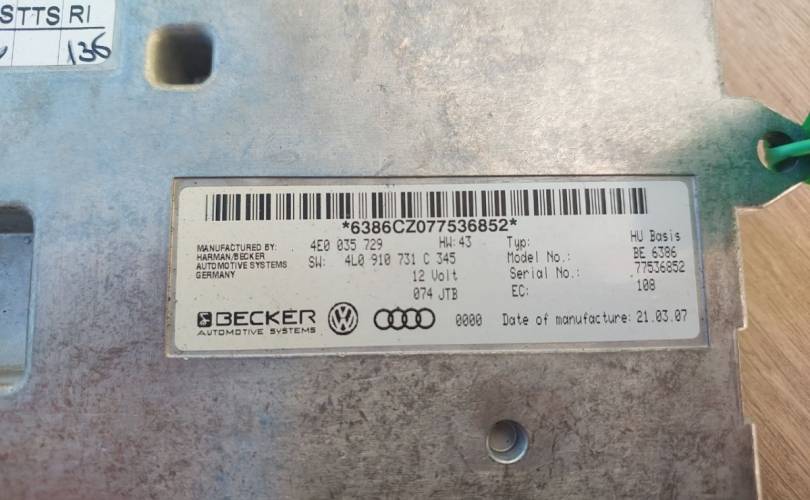 STTS RI
136
*6386CZ077536852*
MANUFACTURED BY:
HARMAN/BECKER
AUTOMOTIVE SYSTEMS
GERMANY
4E0 035 729 HW: 43
SW: 4L0 910 731 C 345
12 Volt
074 JTB
Typ: HU Basis
Model No.: BE 6386
Serial No.: 77536852
EC: 108
BECKER
AUTOMOTIVE SYSTEMS
0000 Date of manufacture: 21.03.07